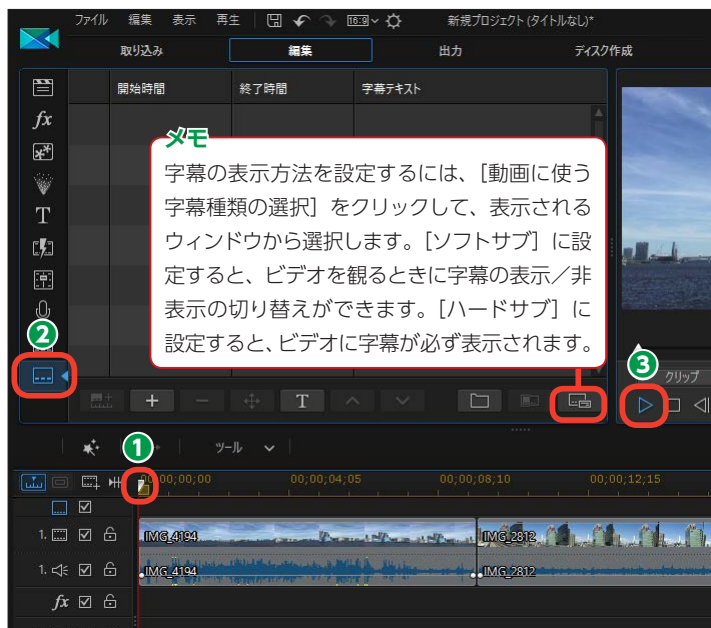 ファイル 編集 表示 再生 16:9 新規プロジェクト (タイトルなし)*
取り込み 編集 出力 ディスク作成
開始時間 終了時間 字幕テキスト
メモ
字幕の表示方法を設定するには、[動画に使う
字幕種類の選択] をクリックして、表示される
ウィンドウから選択します。[ソフトサブ] に設
定すると、ビデオを観るときに字幕の表示／非
表示の切り替えができます。[ハードサブ] に
設定すると、ビデオに字幕が必ず表示されます。
fx
T
2
3
クリップ
T
1
ツール
00;00;00;00 00;00;04;05 00;00;08;10 00;00;12;15
1. IMG_4194 IMG_2812
1. IMG_4194 IMG_2812
fx